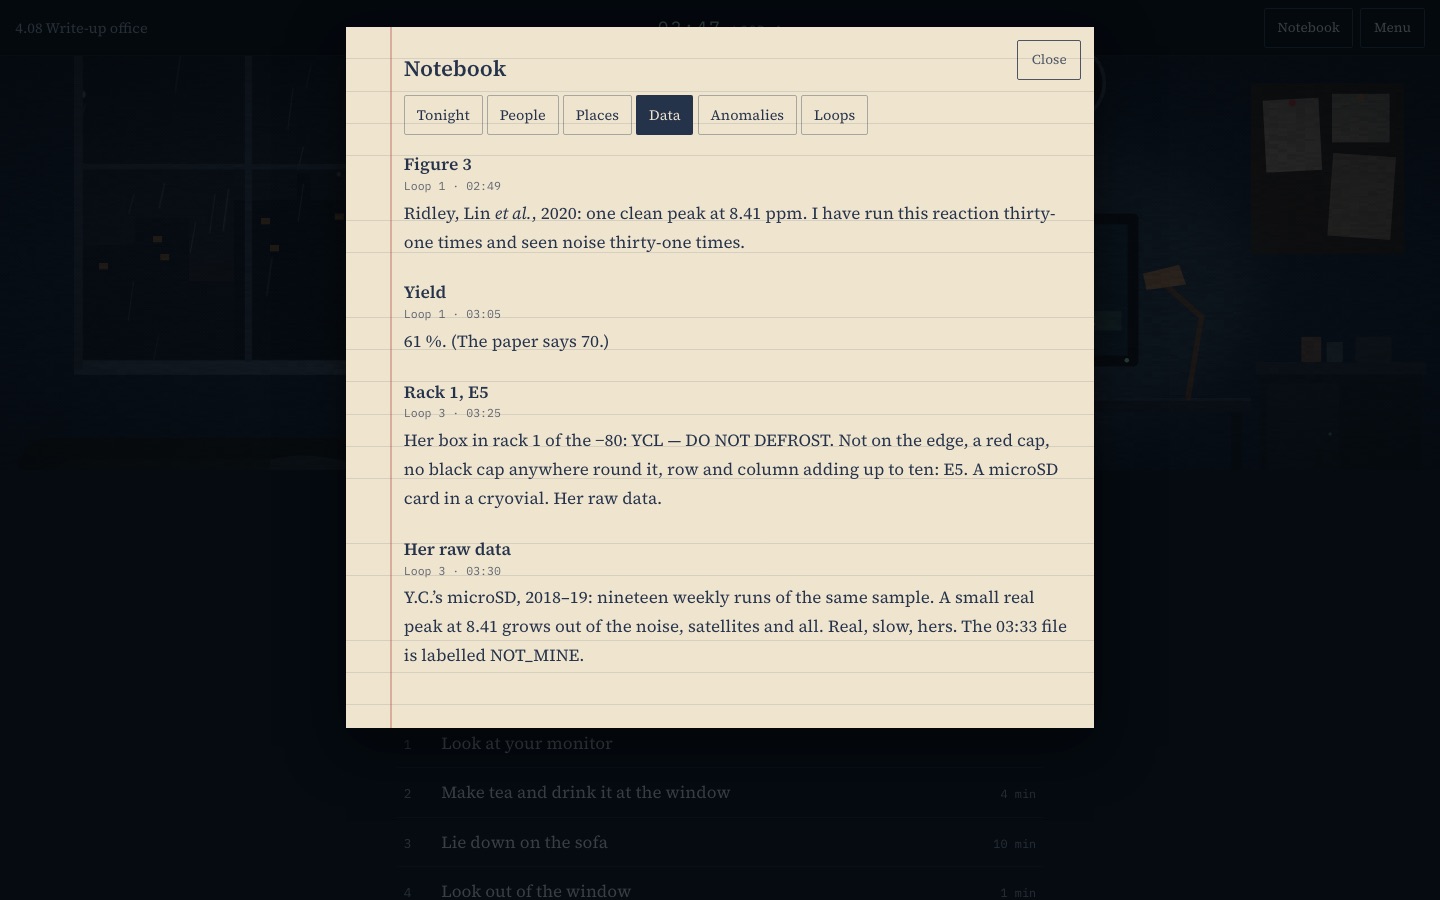 4.08 Write-up office
Notebook
Menu
Notebook
Close
Tonight
People
Places
Data
Anomalies
Loops
Figure 3
Loop 1 · 02:49
Ridley, Lin et al., 2020: one clean peak at 8.41 ppm. I have run this reaction thirty-
one times and seen noise thirty-one times.
Yield
Loop 1 · 03:05
61 %. (The paper says 70.)
Rack 1, E5
Loop 3 · 03:25
Her box in rack 1 of the −80: YCL — DO NOT DEFROST. Not on the edge, a red cap,
no black cap anywhere round it, row and column adding up to ten: E5. A microSD
card in a cryovial. Her raw data.
Her raw data
Loop 3 · 03:30
Y.C.’s microSD, 2018–19: nineteen weekly runs of the same sample. A small real
peak at 8.41 grows out of the noise, satellites and all. Real, slow, hers. The 03:33 file
is labelled NOT_MINE.
1 Look at your monitor
2 Make tea and drink it at the window 4 min
3 Lie down on the sofa 10 min
4 Look out of the window 1 min